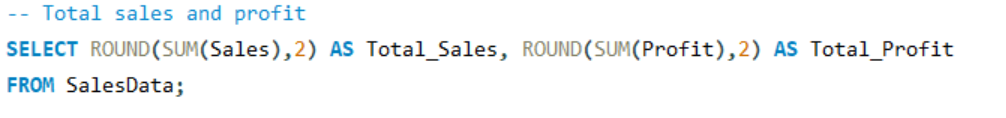 -- Total sales and profit
SELECT ROUND(SUM(Sales),2) AS Total_Sales, ROUND(SUM(Profit),2) AS Total_Profit
FROM SalesData;